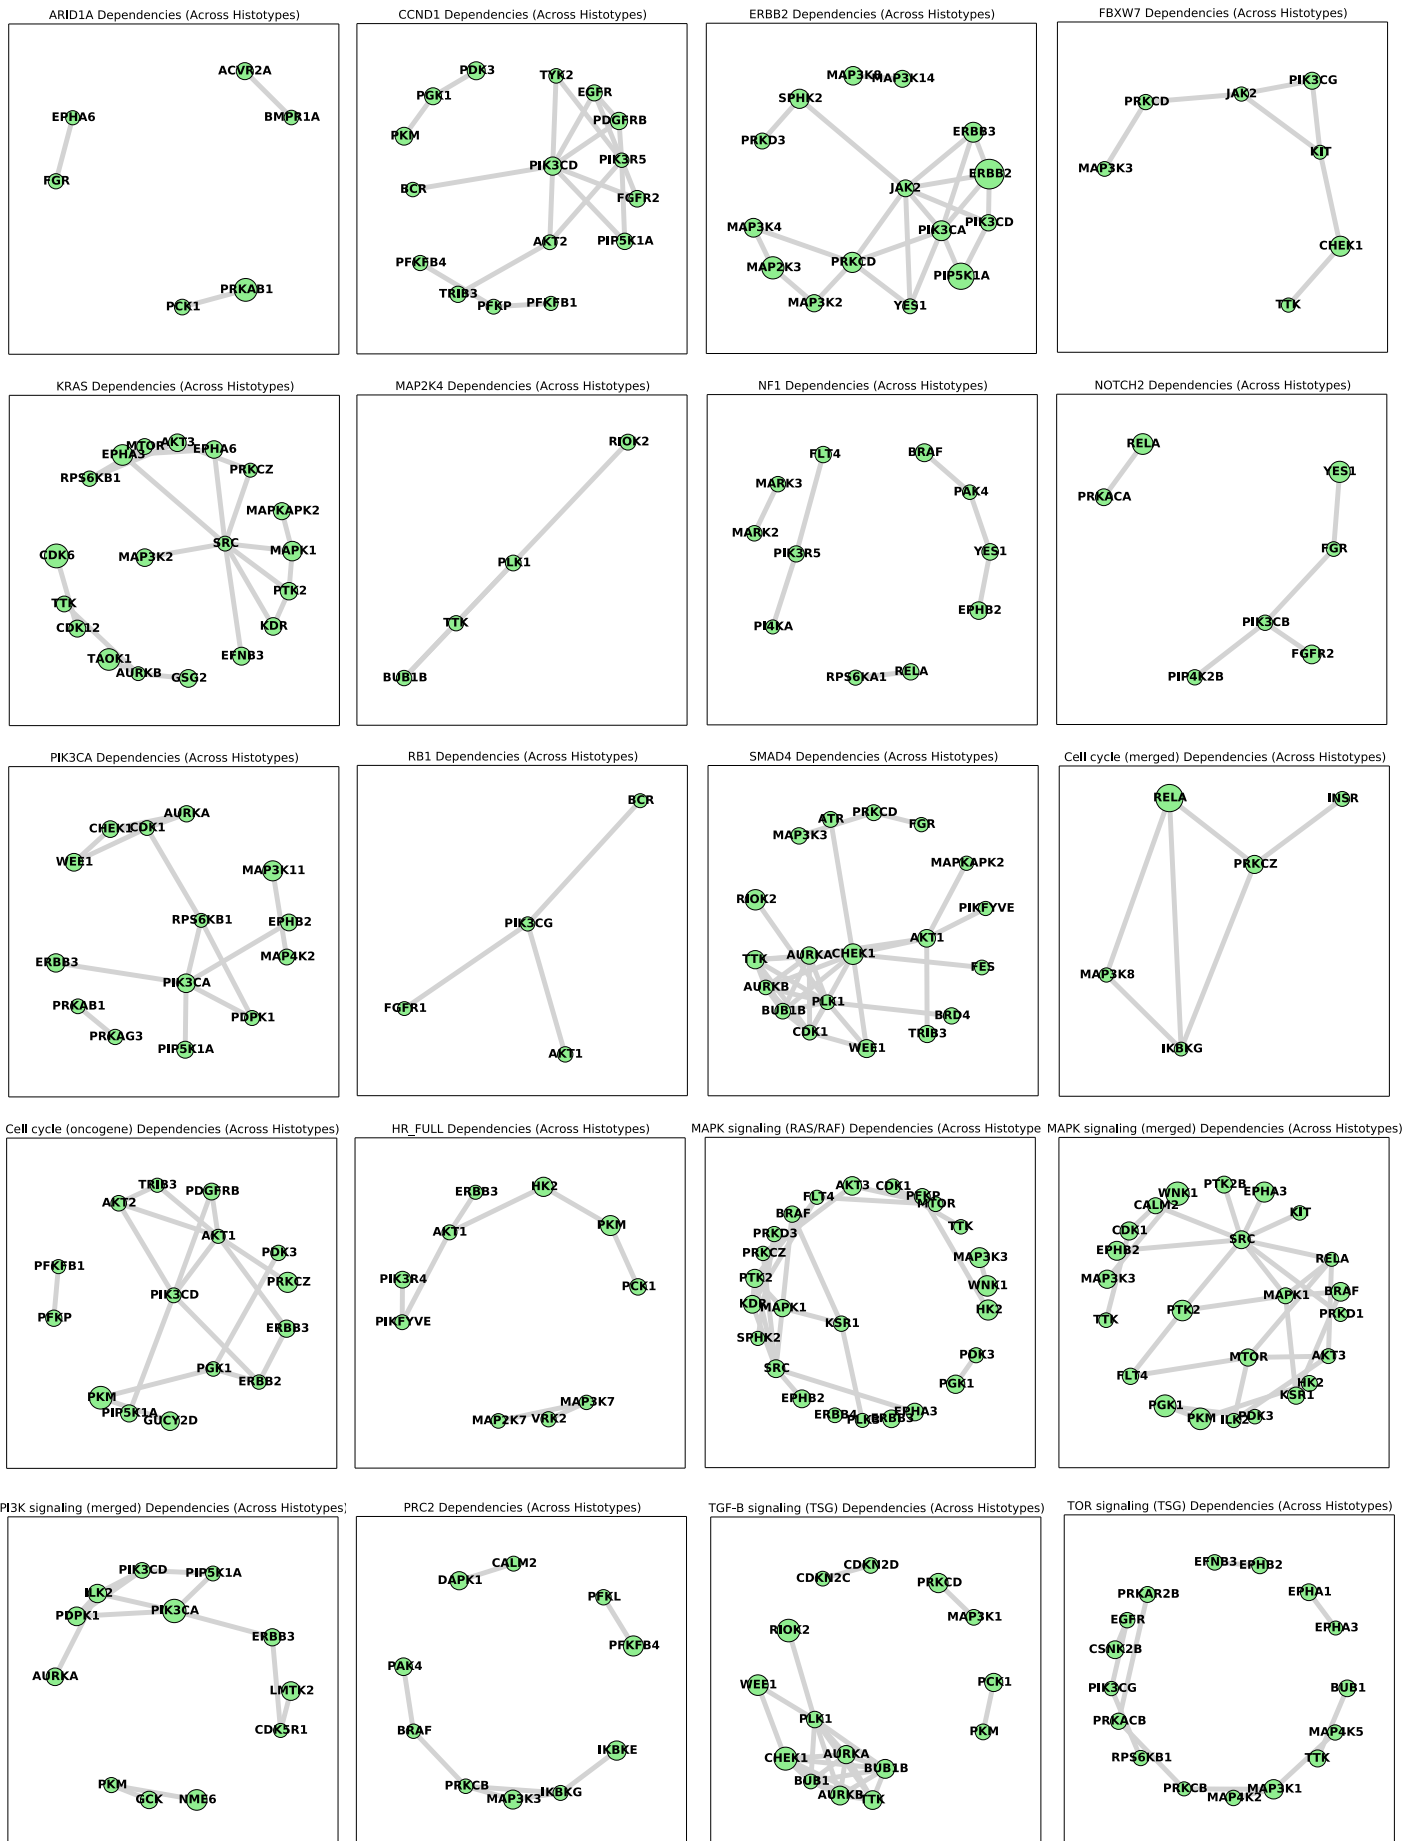 ARID1A Dependencies (Across Histotypes)
ACVR2A
EPHA6
BMPR1A
FGR
PRKAB1
PCK1
CCND1 Dependencies (Across Histotypes)
PDK3
TYK2
PGK1
EGFR
PDGFRB
PKM
PIK3R5
PIK3CD
BCR
FGFR2
AKT2
PIP5K1A
PFKFB4
TRIB3
PFKP
PFKFB1
ERBB2 Dependencies (Across Histotypes)
MAP3K8
MAP3K14
SPHK2
PRKD3
ERBB3
ERBB2
JAK2
PIK3CD
MAP3K4
PIK3CA
MAP2K3
PRKCD
PIP5K1A
MAP3K2
YES1
FBXW7 Dependencies (Across Histotypes)
PIK3CG
JAK2
PRKCD
KIT
MAP3K3
CHEK1
TTK
KRAS Dependencies (Across Histotypes)
MTOR
AKT3
EPHA3
EPHA6
RPS6KB1
PRKCZ
MAPKAPK2
SRC
CDK6
MAP3K2
MAPK1
PTK2
TTK
CDK12
KDR
TAOK1
EFNB3
AURKB
GSG2
MAP2K4 Dependencies (Across Histotypes)
RIOK2
PLK1
TTK
BUB1B
NF1 Dependencies (Across Histotypes)
FLT4
BRAF
MARK3
PAK4
MARK2
PIK3R5
YES1
EPHB2
PI4KA
RPS6KA1
RELA
NOTCH2 Dependencies (Across Histotypes)
RELA
YES1
PRKACA
FGR
PIK3CB
FGFR2
PIP4K2B
PIK3CA Dependencies (Across Histotypes)
AURKA
CHEK1
CDK1
WEE1
MAP3K11
RPS6KB1
EPHB2
MAP4K2
ERBB3
PIK3CA
PRKAB1
PDPK1
PRKAG3
PIP5K1A
RB1 Dependencies (Across Histotypes)
BCR
PIK3CG
FGFR1
AKT1
SMAD4 Dependencies (Across Histotypes)
ATR
PRKCD
MAP3K3
FGR
MAPKAPK2
RIOK2
PIKFYVE
AKT1
TTK
AURKA
CHEK1
FES
AURKB
PLK1
BUB1B
BRD4
CDK1
TRIB3
WEE1
Cell cycle (merged) Dependencies (Across Histotypes)
RELA
INSR
PRKCZ
MAP3K8
IKBKG
Cell cycle (oncogene) Dependencies (Across Histotypes)
TRIB3
PDGFRB
AKT2
AKT1
PDK3
PFKFB1
PRKCZ
PIK3CD
PFKP
ERBB3
PGK1
ERBB2
PKM
PIP5K1A
GUCY2D
HR_FULL Dependencies (Across Histotypes)
ERBB3
HK2
AKT1
PKM
PIK3R4
PCK1
PIKFYVE
MAP3K7
MAP2K7
VRK2
MAPK signaling (RAS/RAF) Dependencies (Across Histotype
AKT3
CDK1
FLT4
PFKP
MTOR
BRAF
TTK
PRKD3
PRKCZ
MAP3K3
PTK2
WNK1
KDR
MAPK1
HK2
KSR1
SPHK2
PDK3
SRC
PGK1
EPHB2
ERBB4
ERBB3
EPHA3
MAPK signaling (merged) Dependencies (Across Histotypes)
PTK2B
WNK1
EPHA3
CALM2
KIT
CDK1
SRC
EPHB2
RELA
MAP3K3
BRAF
MAPK1
PTK2
PRKD1
TTK
MTOR
AKT3
FLT4
HK2
KSR1
PGK1
PKM
ILK2
PDK3
PI3K signaling (merged) Dependencies (Across Histotypes)
PIK3CD
PIP5K1A
ILK2
PDPK1
PIK3CA
ERBB3
AURKA
LMTK2
CDK5R1
PKM
GCK
NME6
PRC2 Dependencies (Across Histotypes)
CALM2
DAPK1
PFKL
PFKFB4
PAK4
BRAF
IKBKE
PRKCB
MAP3K3
IKBKG
TGF-B signaling (TSG) Dependencies (Across Histotypes)
CDKN2D
CDKN2C
PRKCD
MAP3K1
RIOK2
WEE1
PCK1
PLK1
PKM
CHEK1
AURKA
BUB1B
BUB1
AURKB
TTK
TOR signaling (TSG) Dependencies (Across Histotypes)
EFNB3
EPHB2
PRKAR2B
EPHA1
EGFR
EPHA3
CSNK2B
PIK3CG
BUB1
PRKACB
MAP4K5
RPS6KB1
TTK
PRKCB
MAP4K2
MAP3K1